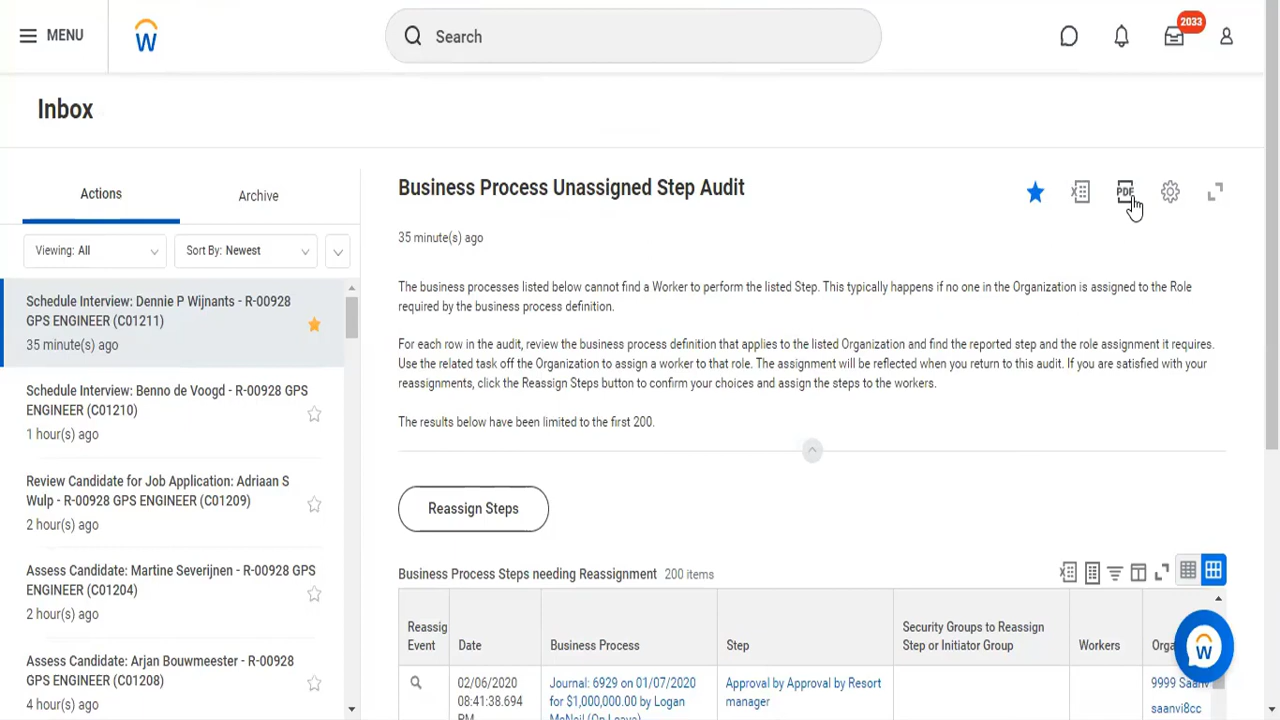 MENU
Search
2033
Inbox
Actions
Archive
Viewing: All
Sort By: Newest
Schedule Interview: Dennie P Wijnants - R-00928
GPS ENGINEER (C01211)
35 minute(s) ago
Schedule Interview: Benno de Voogd - R-00928 GPS
ENGINEER (C01210)
1 hour(s) ago
Review Candidate for Job Application: Adriaan S
Wulp - R-00928 GPS ENGINEER (C01209)
2 hour(s) ago
Assess Candidate: Martine Severijnen - R-00928 GPS
ENGINEER (C01204)
2 hour(s) ago
Assess Candidate: Arjan Bouwmeester - R-00928
GPS ENGINEER (C01208)
4 hour(s) ago
Business Process Unassigned Step Audit
PDF
35 minute(s) ago
The business processes listed below cannot find a Worker to perform the listed Step. This typically happens if no one in the Organization is assigned to the Role
required by the business process definition.
For each row in the audit, review the business process definition that applies to the listed Organization and find the reported step and the role assignment it requires.
Use the related task off the Organization to assign a worker to that role. The assignment will be reflected when you return to this audit. If you are satisfied with your
reassignments, click the Reassign Steps button to confirm your choices and assign the steps to the workers.
The results below have been limited to the first 200.
Reassign Steps
Business Process Steps needing Reassignment 200 items
Reassig
Event
Date
Business Process
Step
Security Groups to Reassign
Step or Initiator Group
Workers
Orga
02/06/2020
08:41:38.694
PM
Journal: 6929 on 01/07/2020
for $1,000,000.00 by Logan
McNeil (On Leave)
Approval by Approval by Resort
manager
9999 Saanv
saanvi8cc